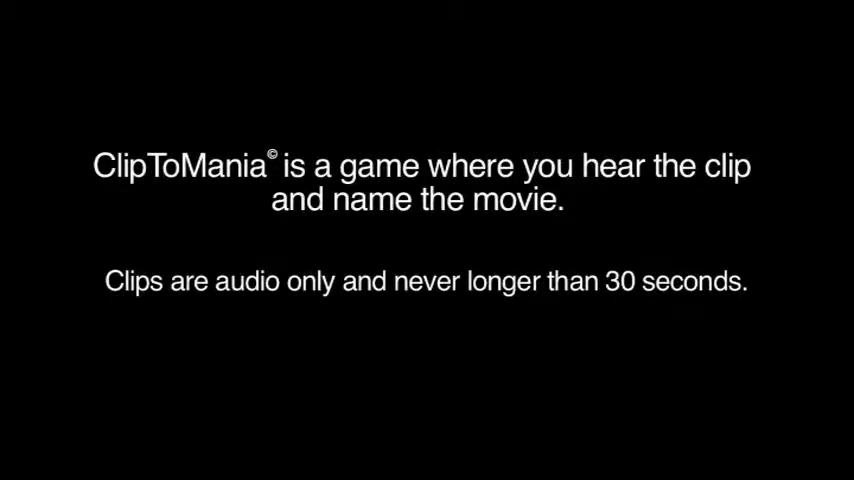 ClipToMania© is a game where you hear the clip
and name the movie.
Clips are audio only and never longer than 30 seconds.